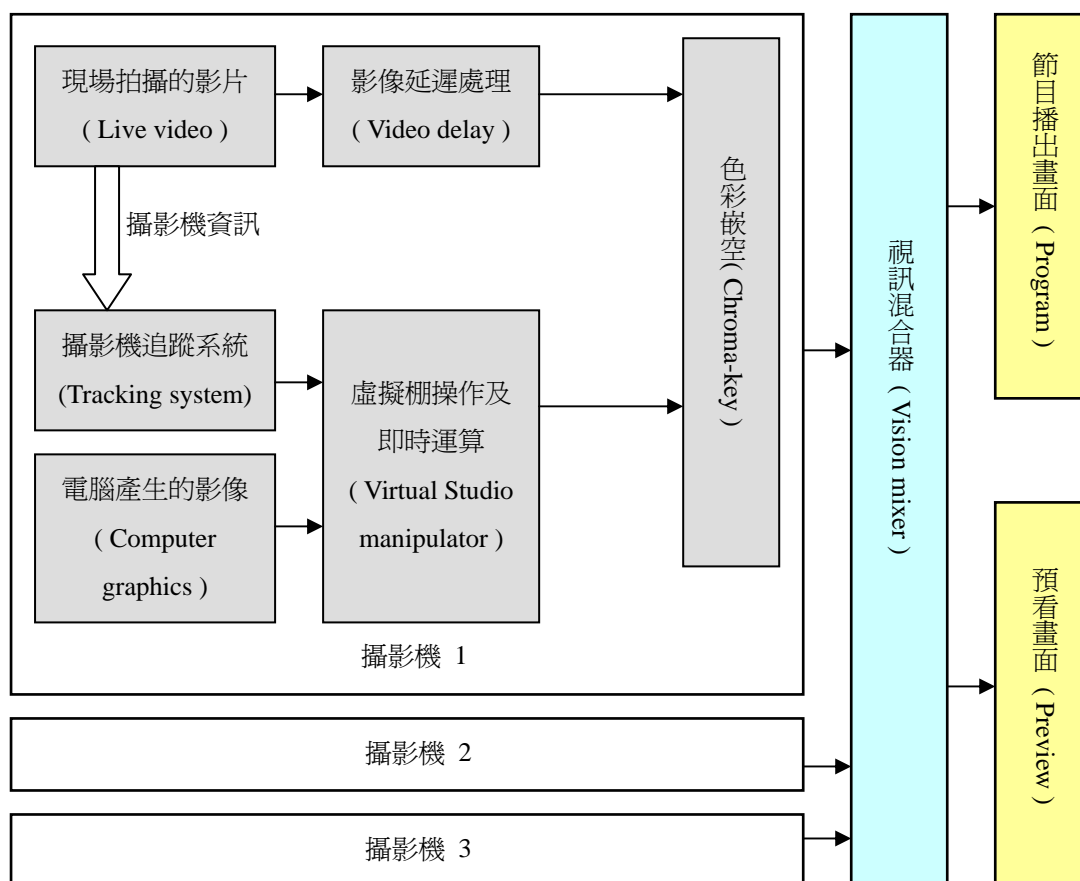 現場拍攝的影片
( Live video )
影像延遲處理
( Video delay )
攝影機資訊
攝影機追蹤系統
(Tracking system)
電腦產生的影像
( Computer
graphics )
虛擬棚操作及
即時運算
( Virtual Studio
manipulator )
色彩嵌空( Chroma-key )
攝影機 1
攝影機 2
攝影機 3
視訊混合器 ( Vision mixer )
節目播出畫面 ( Program )
預看畫面 ( Preview )